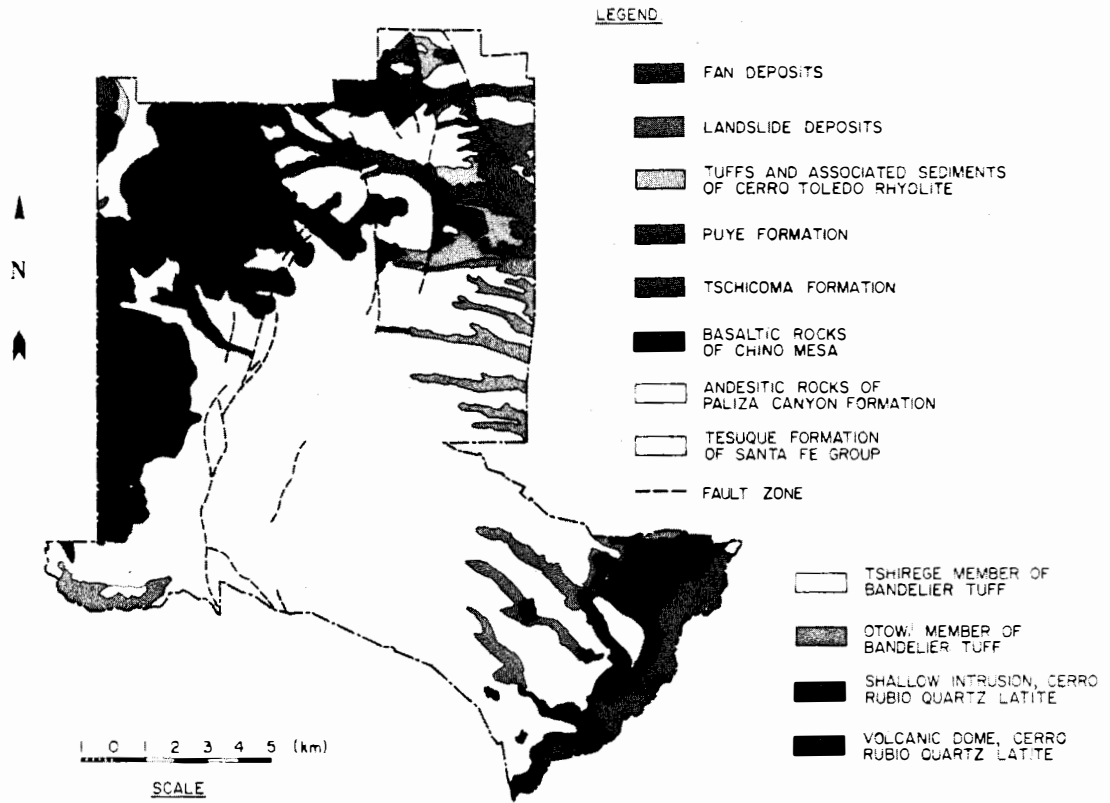 LEGEND
FAN DEPOSITS
LANDSLIDE DEPOSITS
TUFFS AND ASSOCIATED SEDIMENTS
OF CERRO TOLEDO RHYOLITE
PUYE FORMATION
TSCHICOMA FORMATION
BASALTIC ROCKS
OF CHINO MESA
ANDESITIC ROCKS OF
PALIZA CANYON FORMATION
TESUQUE FORMATION
OF SANTA FE GROUP
FAULT ZONE
TSHIREGE MEMBER OF
BANDELIER TUFF
OTOWI MEMBER OF
BANDELIER TUFF
SHALLOW INTRUSION, CERRO
RUBIO QUARTZ LATITE
VOLCANIC DOME, CERRO
RUBIO QUARTZ LATITE
N
1 0 1 2 3 4 5 (km)
SCALE